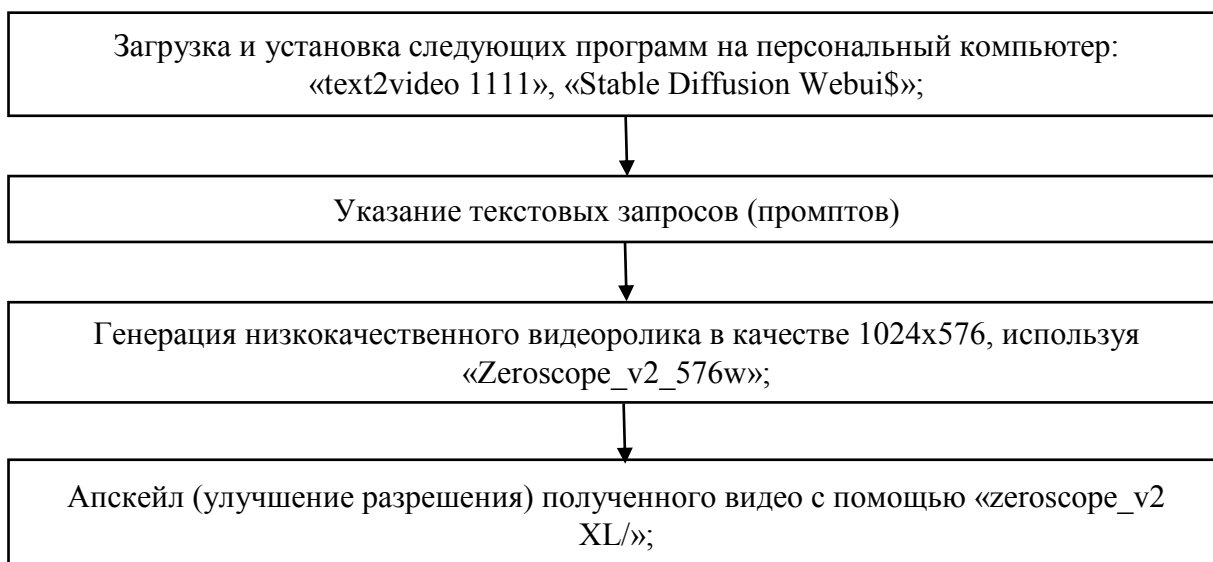 Загрузка и установка следующих программ на персональный компьютер:
«text2video 1111», «Stable Diffusion Webui$»;
Указание текстовых запросов (промптов)
Генерация низкокачественного видеоролика в качестве 1024x576, используя
«Zeroscope_v2_576w»;
Апскейл (улучшение разрешения) полученного видео с помощью «zeroscope_v2
XL/»;